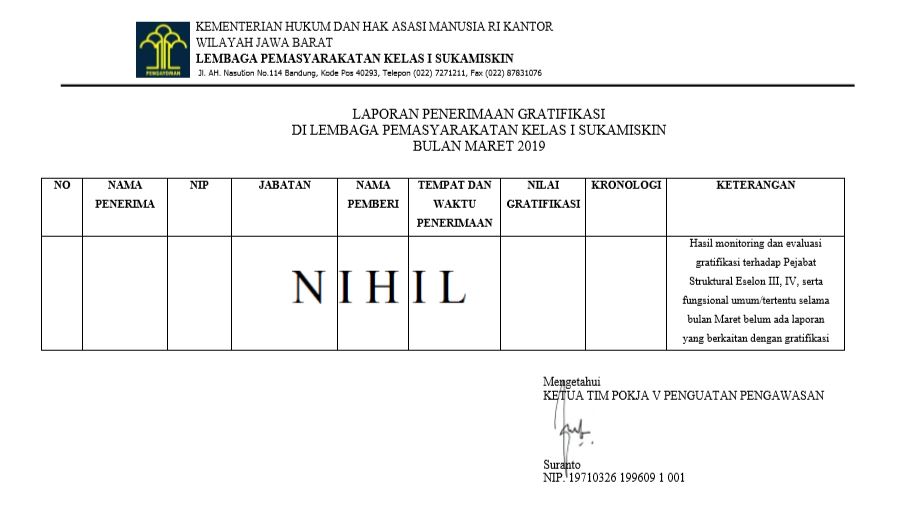 KEMENTERIAN HUKUM DAN HAK ASASI MANUSIA RI KANTOR
WILAYAH JAWA BARAT
LEMBAGA PEMASYARAKATAN KELAS I SUKAMISKIN
Jl. AH. Nasution No.114 Bandung, Kode Pos 40293, Telepon (022) 7271211, Fax (022) 87831076
PENGAYOMAN
LAPORAN PENERIMAAN GRATIFIKASI
DI LEMBAGA PEMASYARAKATAN KELAS I SUKAMISKIN
BULAN MARET 2019
NO
NAMA
PENERIMA
NIP
JABATAN
NAMA
PEMBERI
TEMPAT DAN
WAKTU
PENERIMAAN
NILAI
GRATIFIKASI
KRONOLOGI
KETERANGAN
N I H I L
Hasil monitoring dan evaluasi
gratifikasi terhadap Pejabat
Struktural Eselon III, IV, serta
fungsional umum/tertentu selama
bulan Maret belum ada laporan
yang berkaitan dengan gratifikasi
Mengetahui
KETUA TIM POKJA V PENGUATAN PENGAWASAN
Suranto
NIP. 19710326 199609 1 001